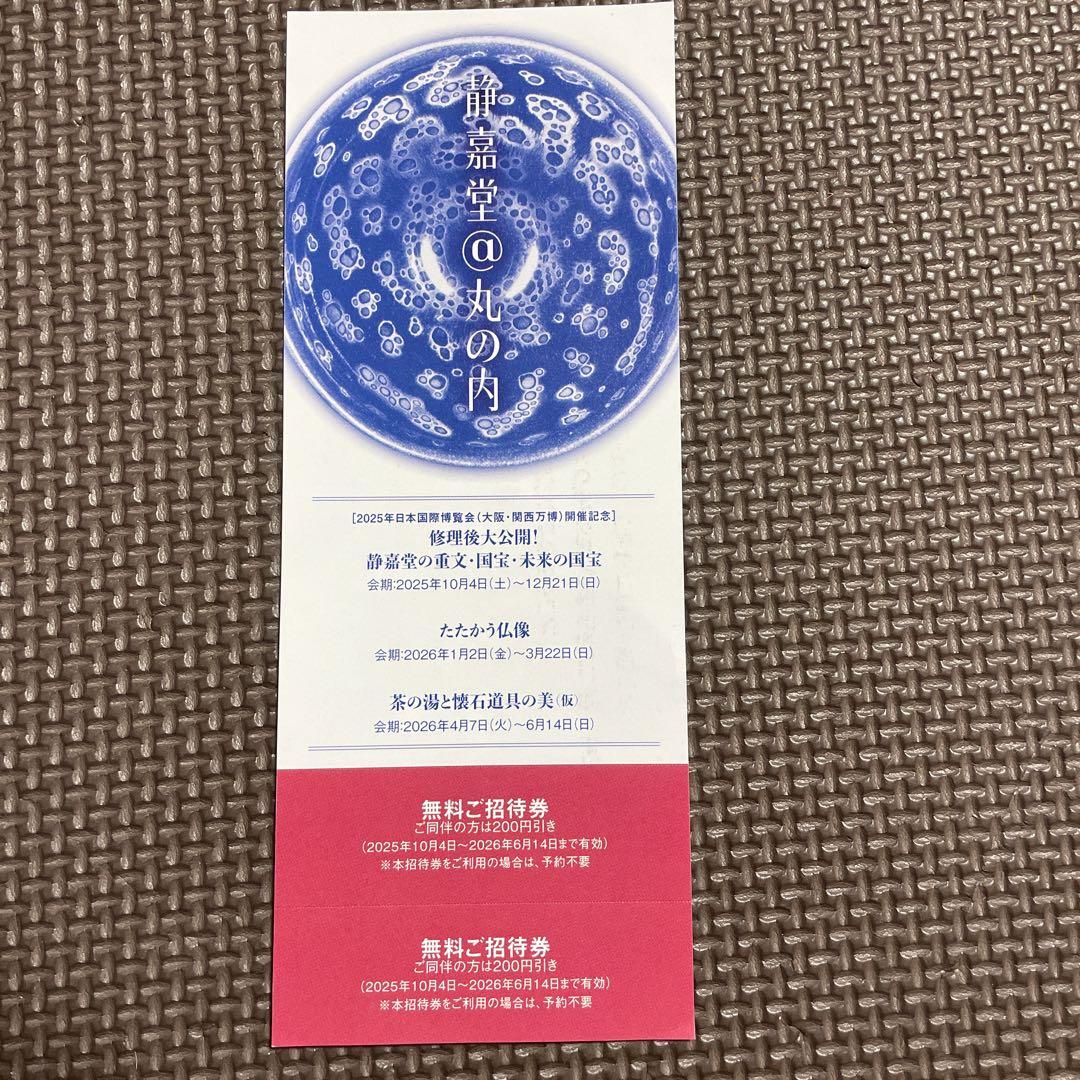 静嘉堂@丸の内
[2025年日本国際博覧会(大阪・関西万博)開催記念]
修理後大公開!
静嘉堂の重文・国宝・未来の国宝
会期:2025年10月4日(土)~12月21日(日)
たたかう仏像
会期:2026年1月2日(金)~3月22日(日)
茶の湯と懐石道具の美(仮)
会期:2026年4月7日(火)~6月14日(日)
無料ご招待券
ご同伴の方は200円引き
(2025年10月4日~2026年6月14日まで有効)
※本招待券をご利用の場合は、予約不要
無料ご招待券
ご同伴の方は200円引き
(2025年10月4日~2026年6月14日まで有効)
※本招待券をご利用の場合は、予約不要